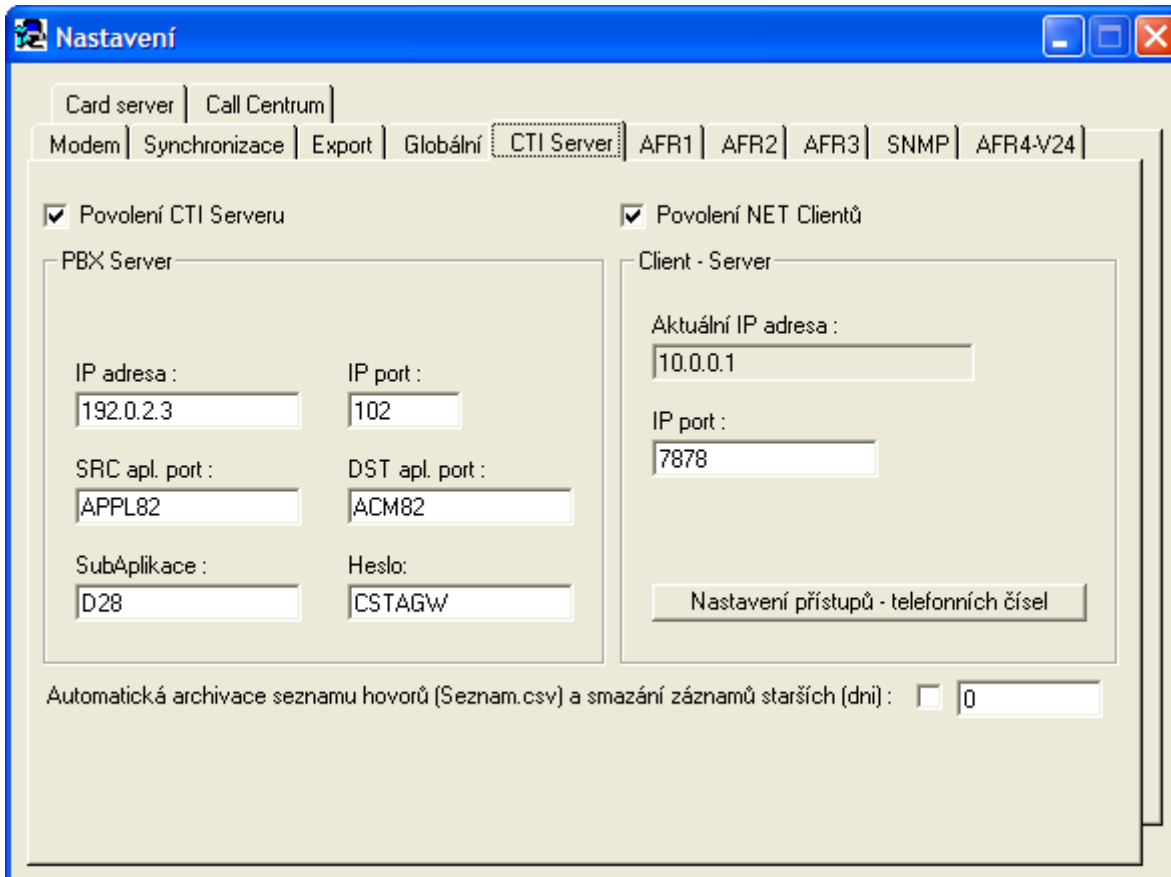 Nastavení
Card server Call Centrum
Modem Synchronizace Export Globální CTI Server AFR1 AFR2 AFR3 SNMP AFR4-V24
Povolení CTI Serveru Povolení NET Clientů
PBX Server Client - Server
Aktuální IP adresa :
10.0.0.1
IP adresa : IP port :
192.0.2.3 102
IP port :
7878
SRC apl. port : DST apl. port :
APPL82 ACM82
SubAplikace : Heslo:
D28 CSTAGW
Nastavení přístupů - telefonních čísel
Automatická archivace seznamu hovorů (Seznam.csv) a smazání záznamů starších (dni) : 0